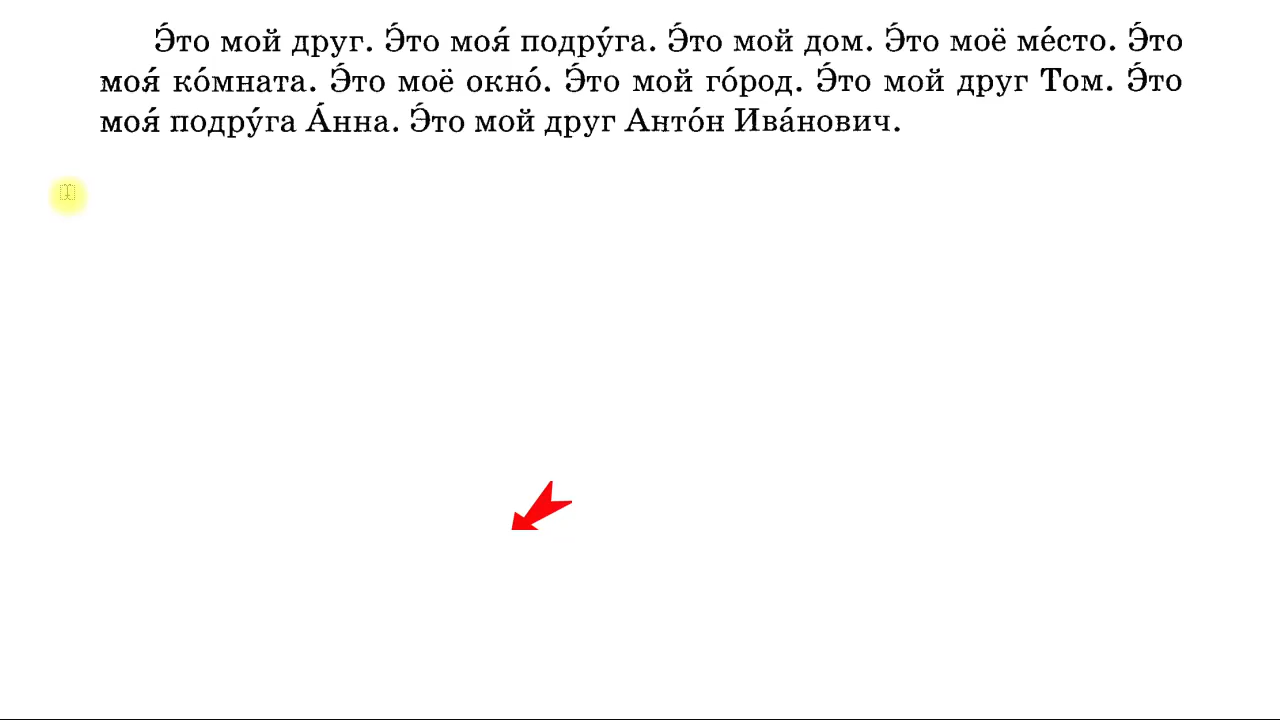 Э́то мой друг. Э́то моя́ подру́га. Э́то мой дом. Э́то моё ме́сто. Э́то
моя́ ко́мната. Э́то моё окно́. Э́то мой го́род. Э́то мой друг Том. Э́то
моя́ подру́га А́нна. Э́то мой друг Анто́н Ива́нович.